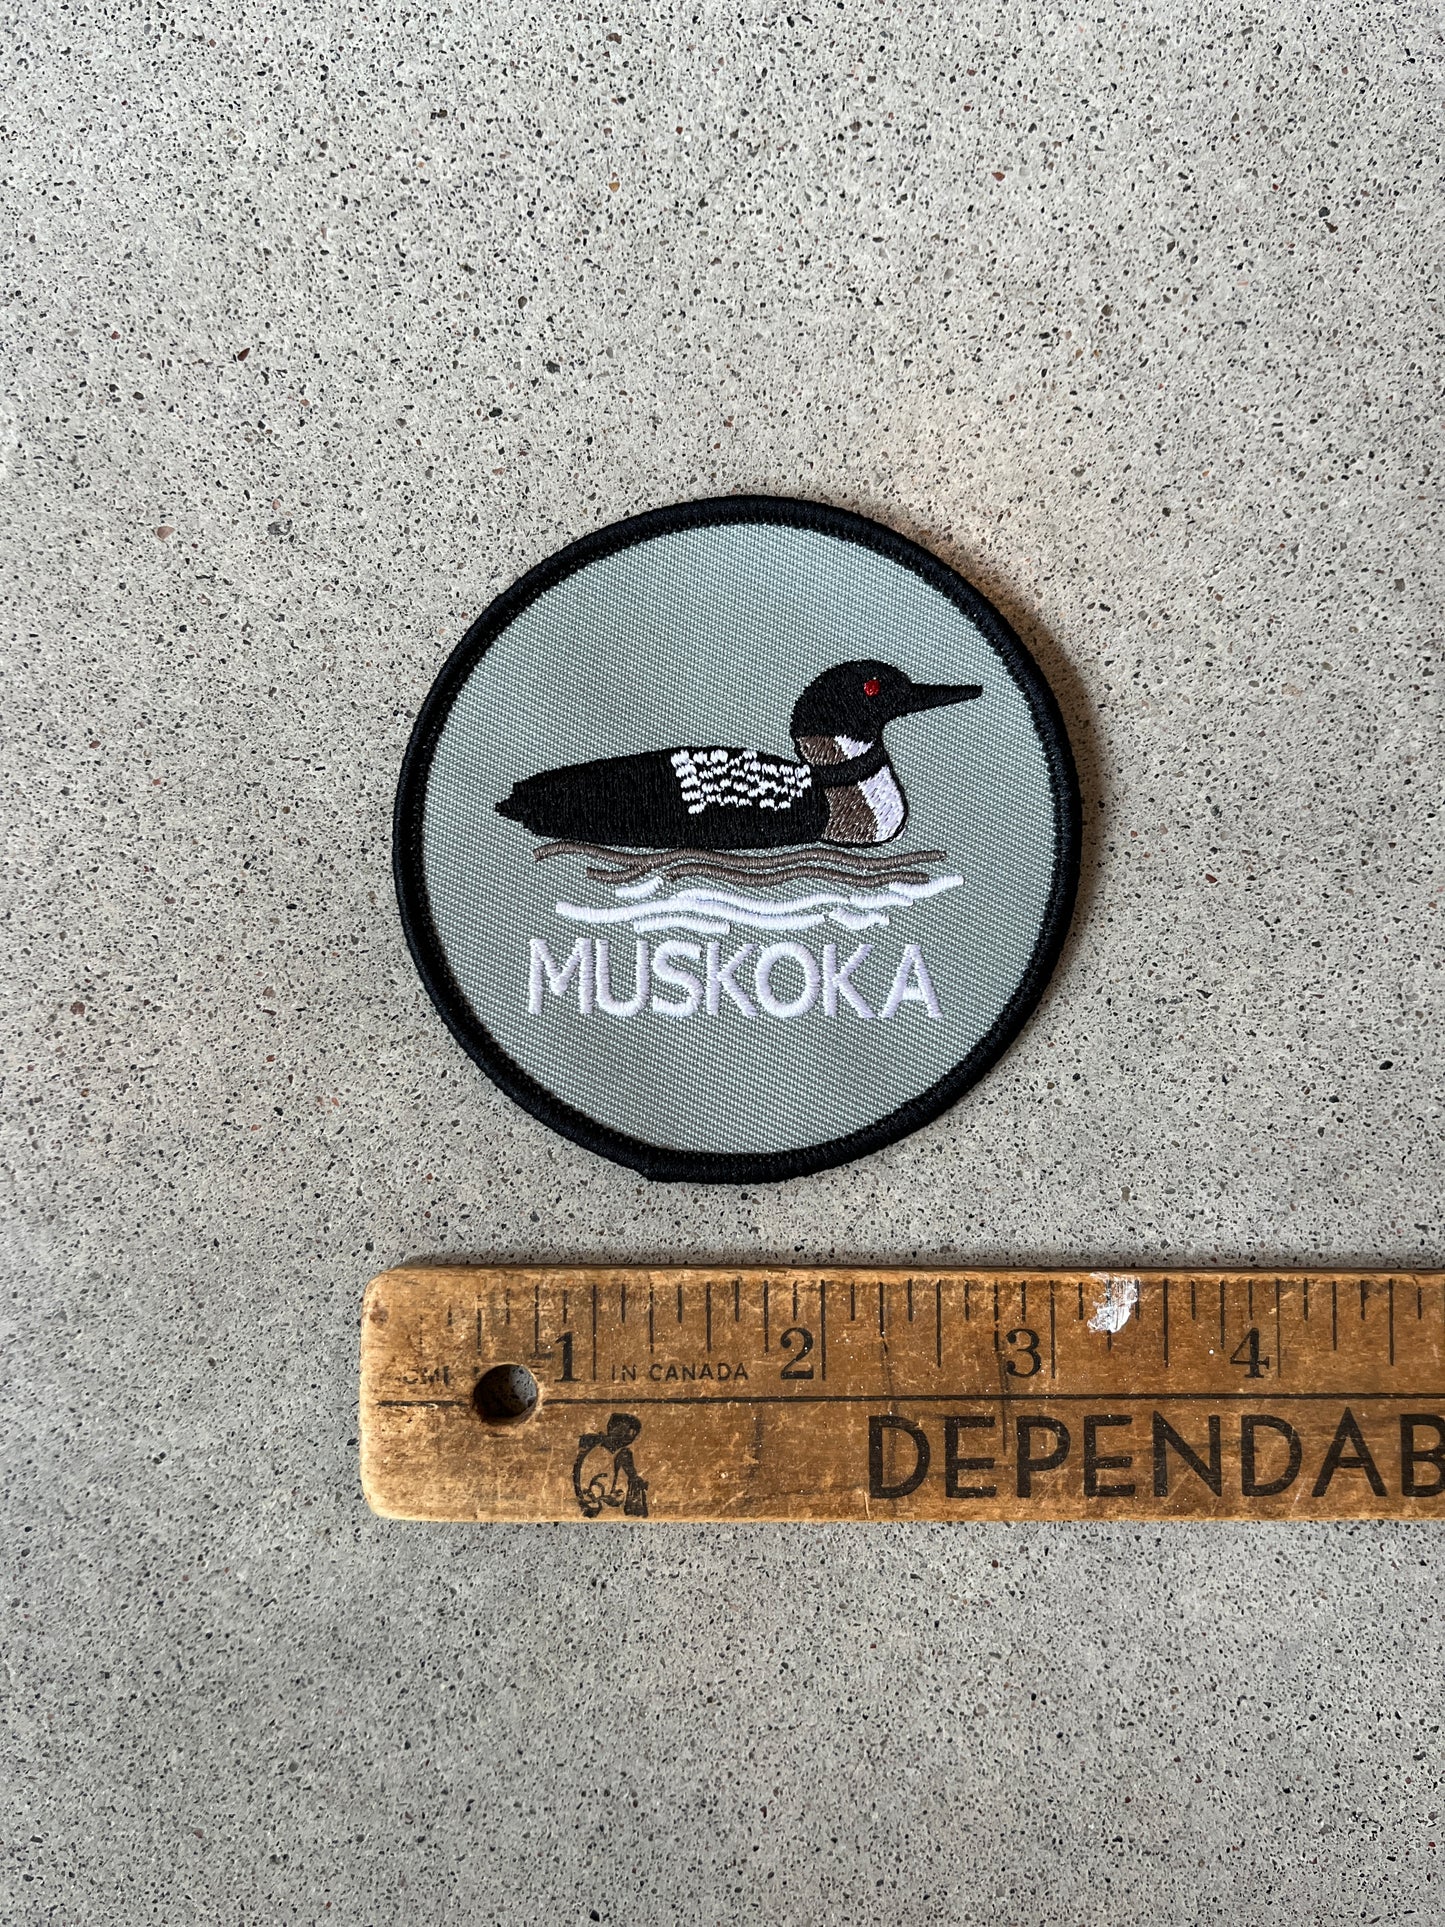 MUSKOKA
1 IN CANADA 2 3 4
DEPENDAB